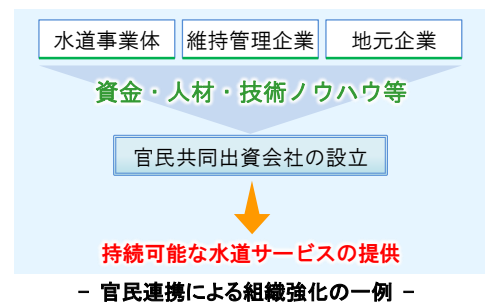 水道事業体 維持管理企業 地元企業
資金・人材・技術ノウハウ等
官民共同出資会社の設立
持続可能な水道サービスの提供
– 官民連携による組織強化の一例 –